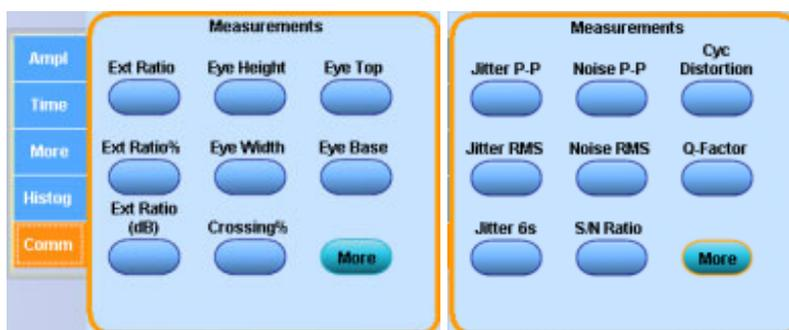 Measurements
Ampl
Time
More
Histog
Comm
Ext Ratio Eye Height Eye Top
Ext Ratio% Eye Width Eye Base
Ext Ratio
(dB) Crossing%
More
Measurements
Jitter P-P Noise P-P Cyc
Distortion
Jitter RMS Noise RMS Q-Factor
Jitter 6s S/N Ratio
More